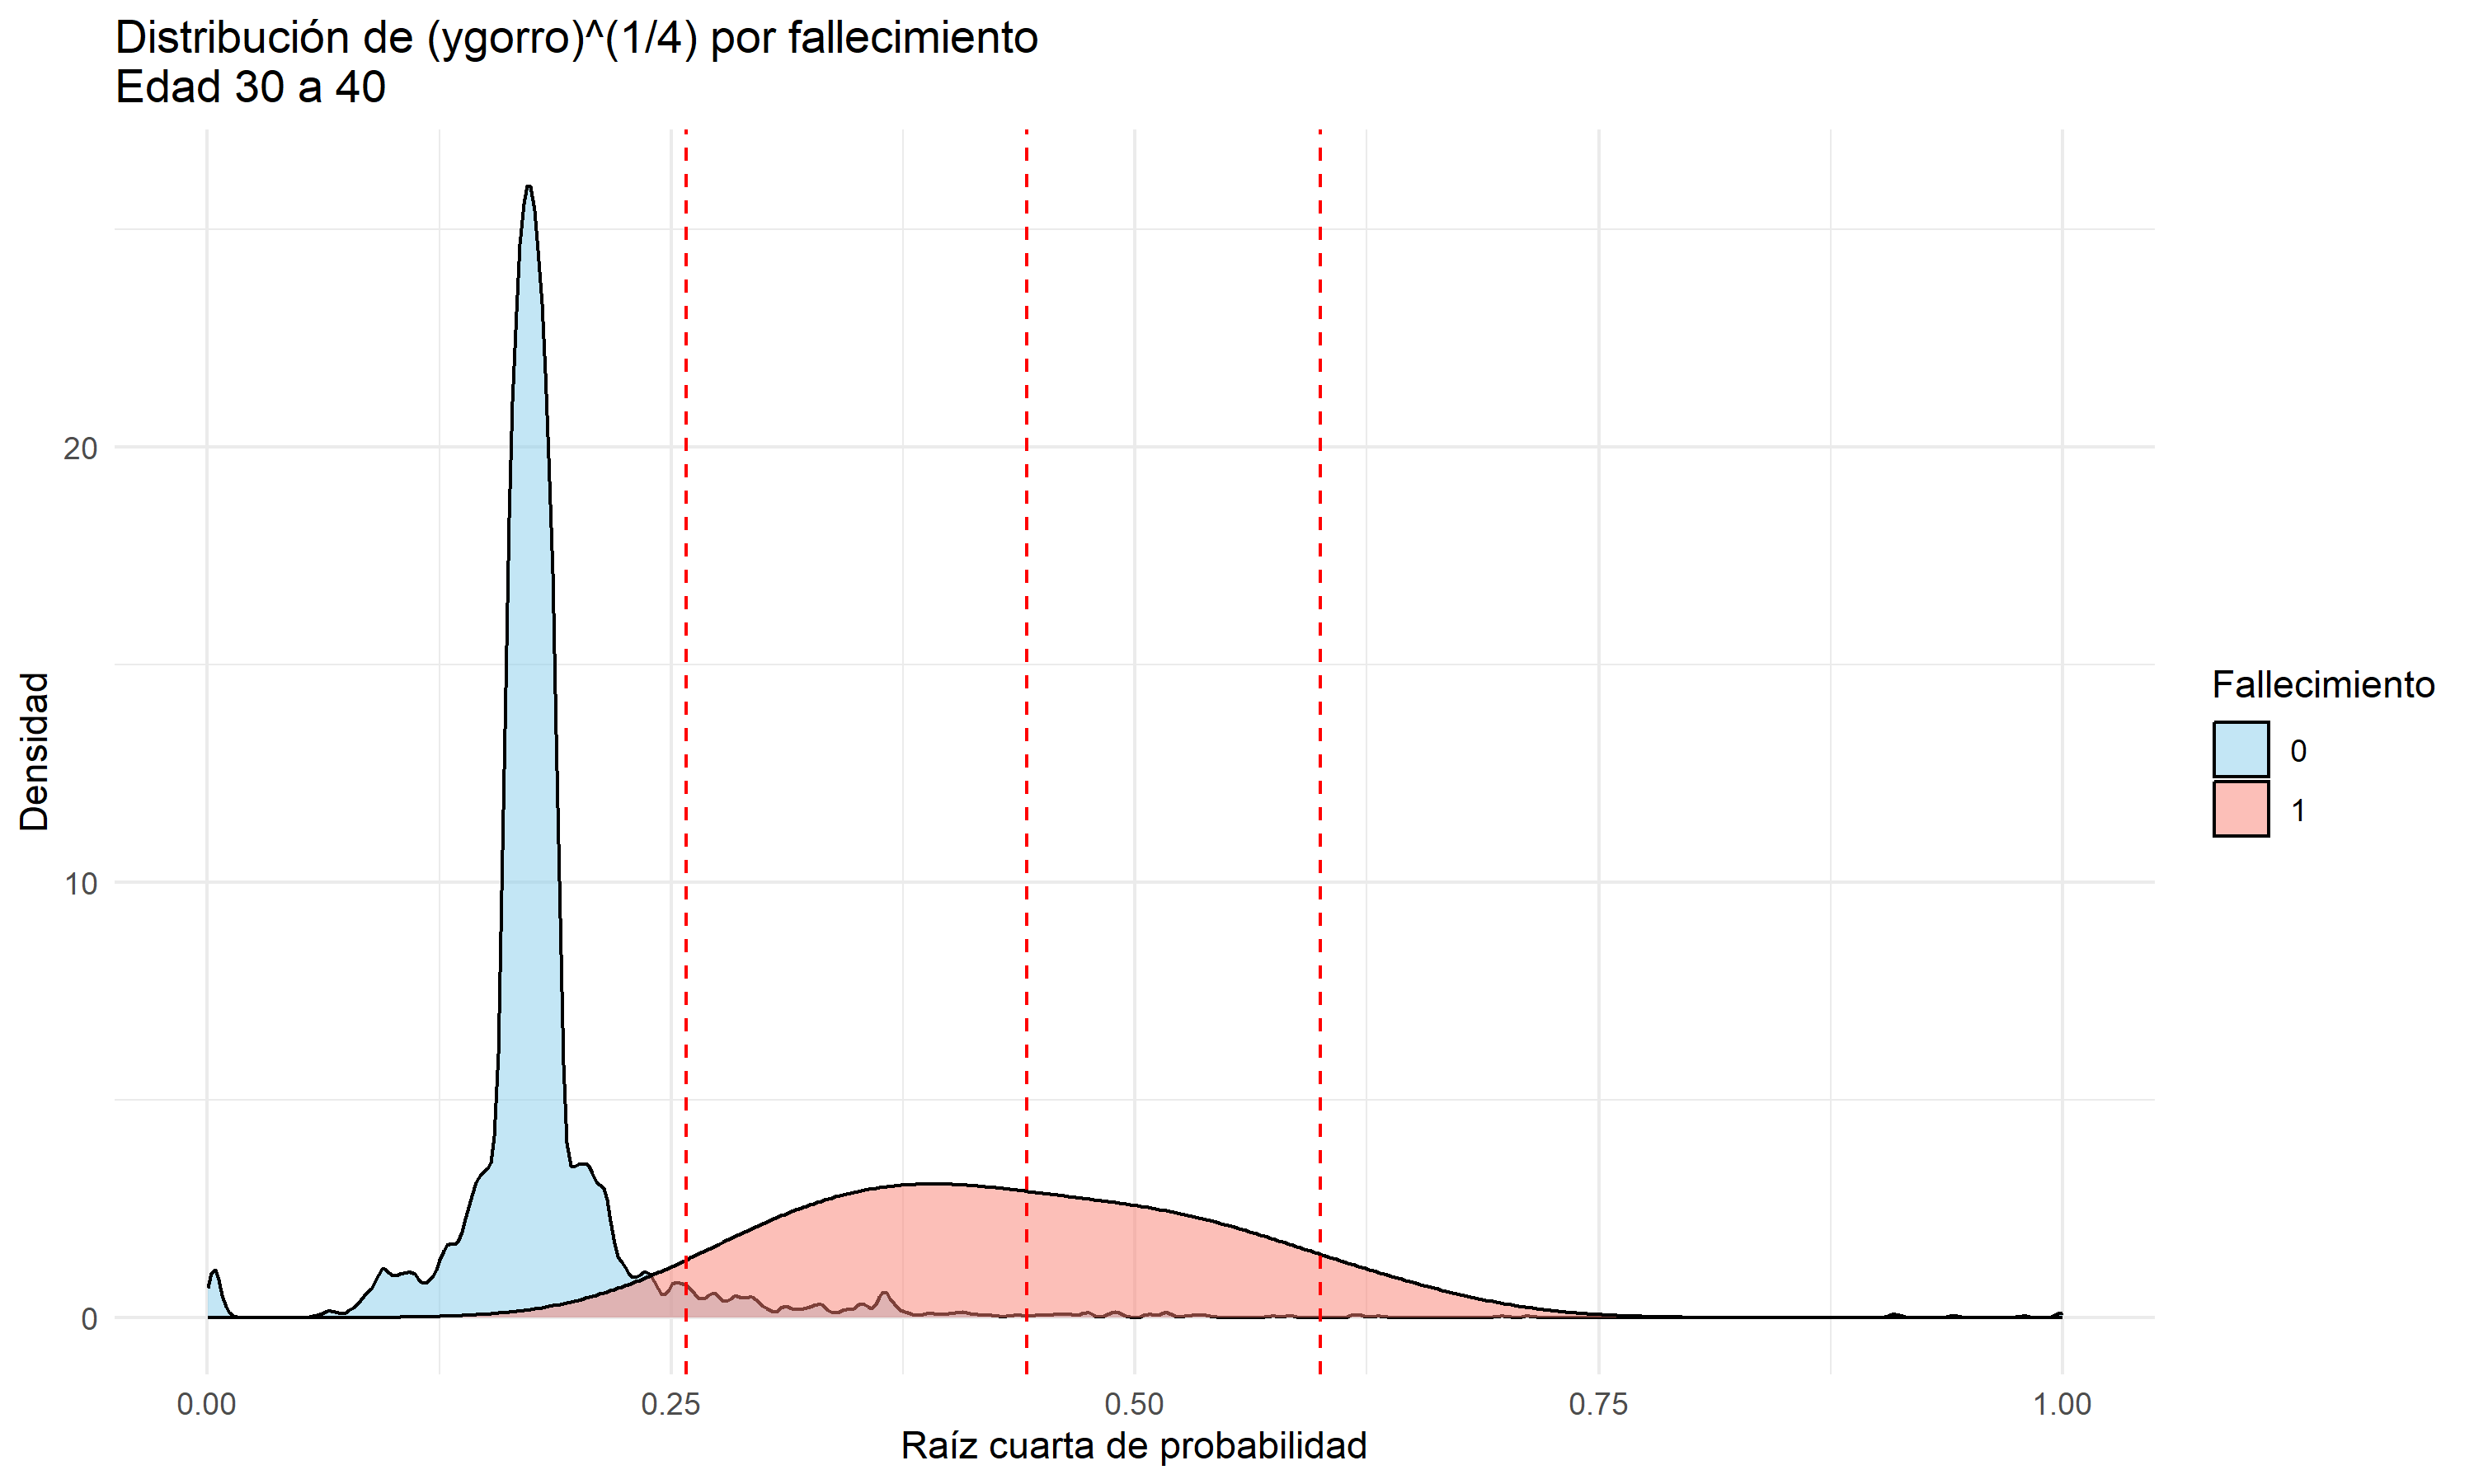 Distribución de (ygorro)^(1/4) por fallecimiento
Edad 30 a 40
Densidad
20
10
0
0.00
0.25
0.50
0.75
1.00
Raíz cuarta de probabilidad
Fallecimiento
0
1